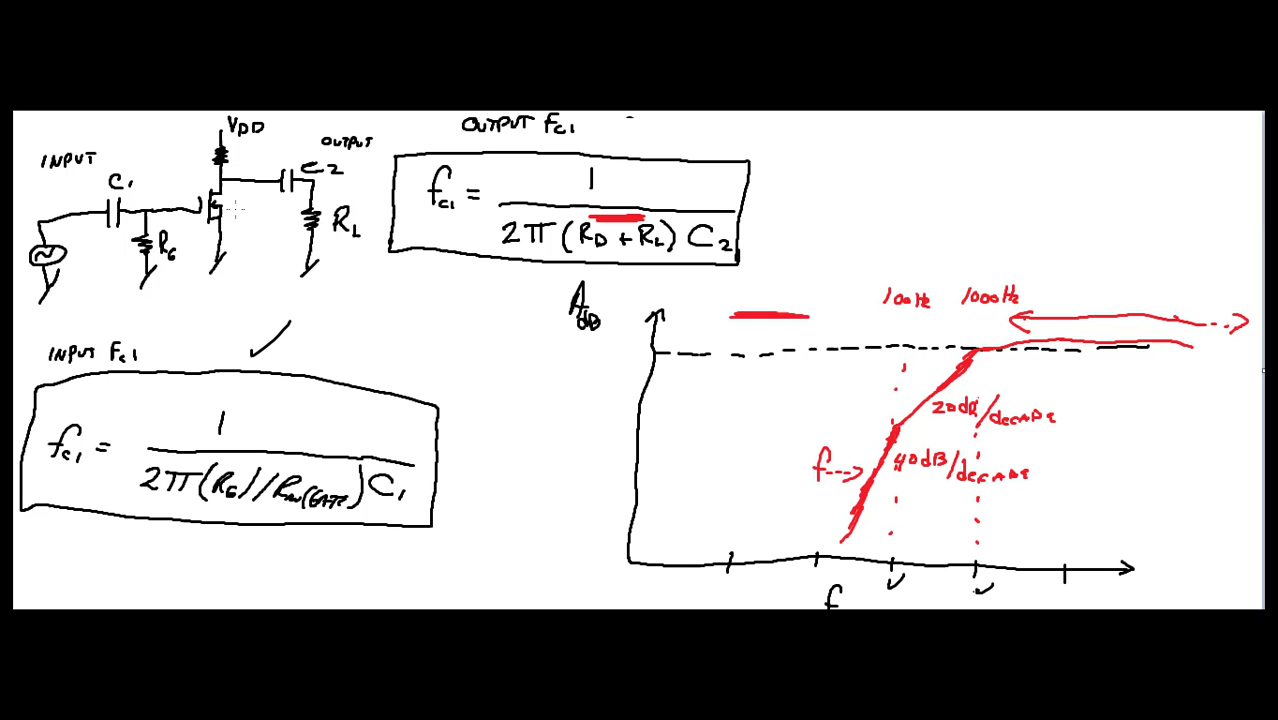 VDD
INPUT
OUTPUT
C1
C2
RG
RL
OUTPUT FC1
fC1 = 1
2π(RD + RL) C2
INPUT FC1
fC1 = 1
2π(RG//RIN(GATE))C1
AdB
100Hz 1000Hz
20dB/decADE
40dB/decADE
f
f